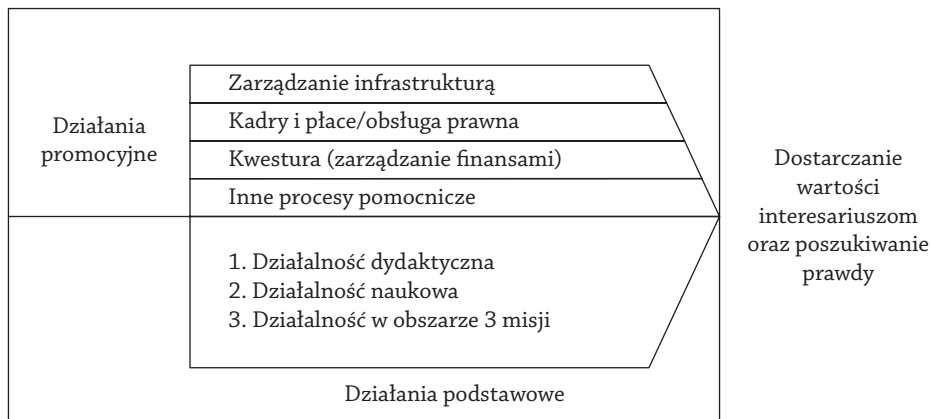 Działania
promocyjne
Zarządzanie infrastrukturą
Kadry i płace/obsługa prawna
Kwestura (zarządzanie finansami)
Inne procesy pomocnicze
1. Działalność dydaktyczna
2. Działalność naukowa
3. Działalność w obszarze 3 misji
Działania podstawowe
Dostarczanie
wartości
interesariuszom
oraz poszukiwanie
prawdy